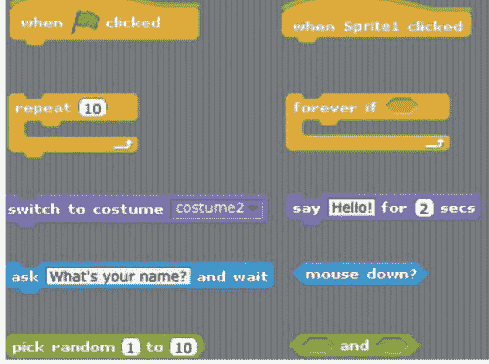 when clicked
when Sprite1 clicked
repeat 10
forever if
switch to costume costume2
say Hello! for 2 secs
ask What's your name? and wait
mouse down?
pick random 1 to 10
and